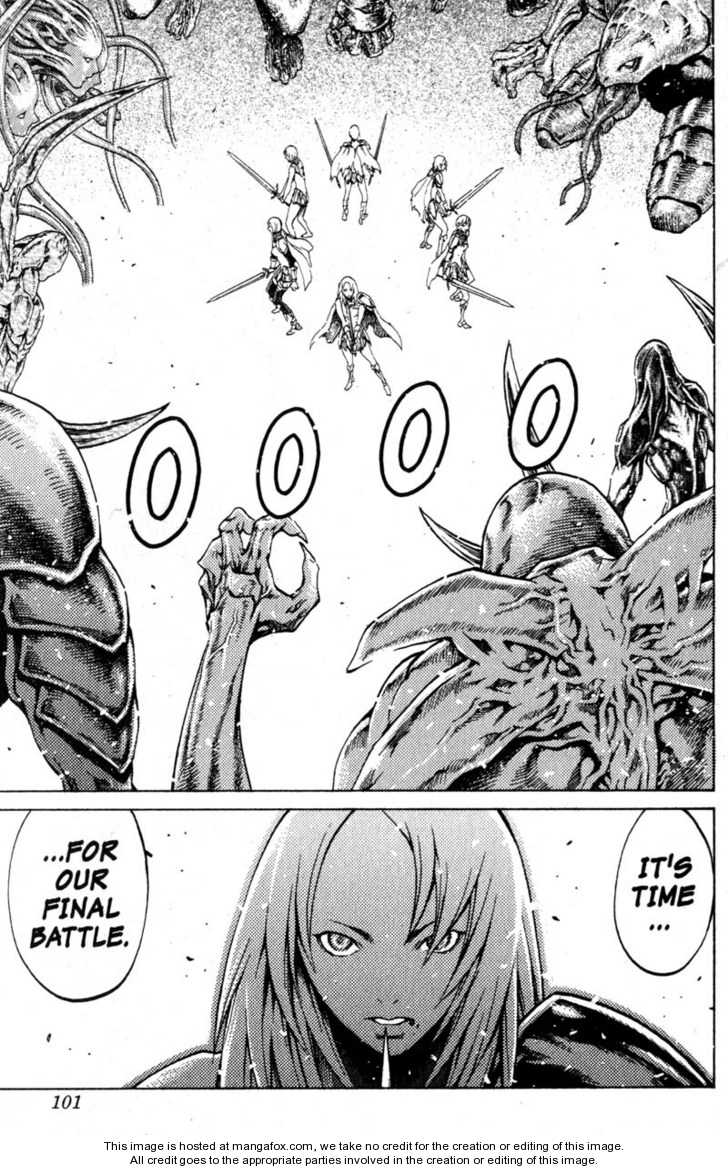 IT'S
TIME
...
...FOR
OUR
FINAL
BATTLE.
101
This image is hosted at mangafox.com, we take no credit for the creation or editing of this image.
All credit goes to the appropriate parties involved in the creation or editing of this image.